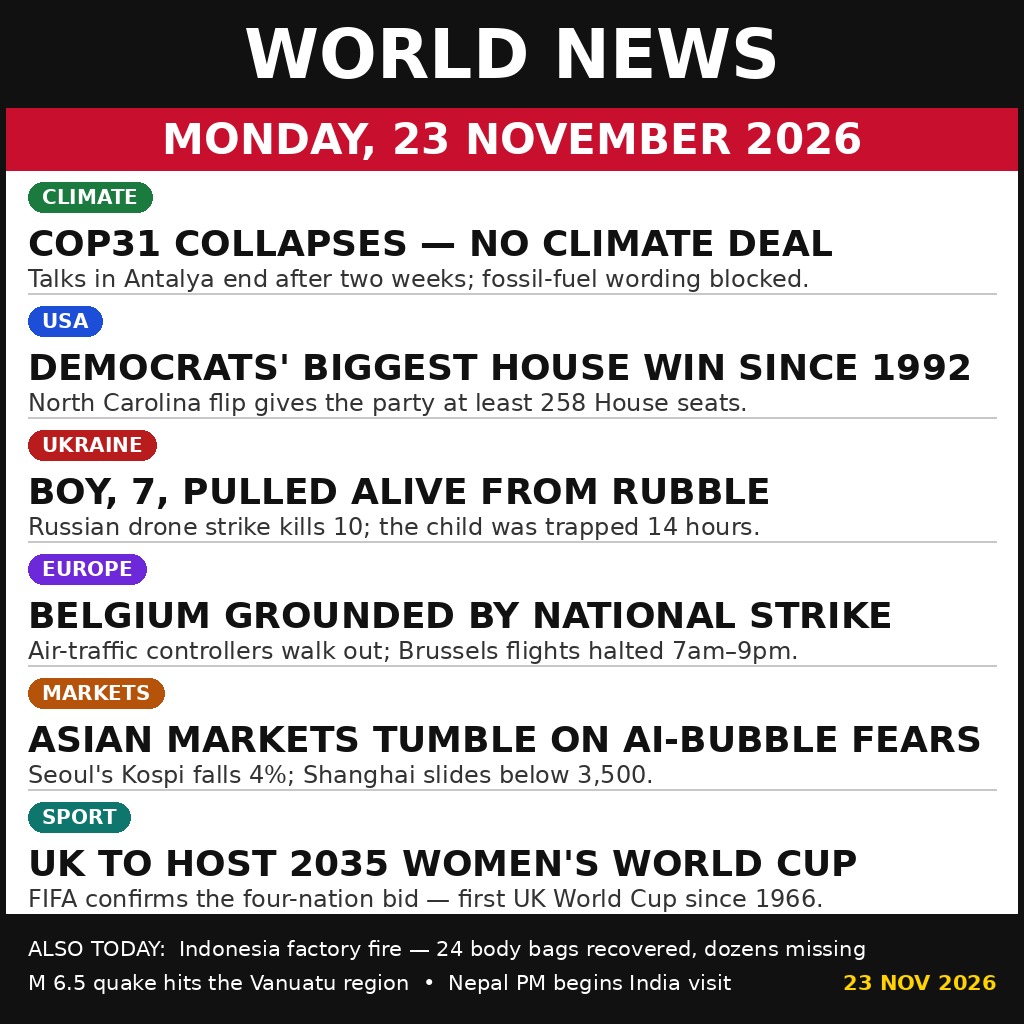 WORLD NEWS
MONDAY, 23 NOVEMBER 2026
CLIMATE
COP31 COLLAPSES — NO CLIMATE DEAL
Talks in Antalya end after two weeks; fossil-fuel wording blocked.
USA
DEMOCRATS' BIGGEST HOUSE WIN SINCE 1992
North Carolina flip gives the party at least 258 House seats.
UKRAINE
BOY, 7, PULLED ALIVE FROM RUBBLE
Russian drone strike kills 10; the child was trapped 14 hours.
EUROPE
BELGIUM GROUNDED BY NATIONAL STRIKE
Air-traffic controllers walk out; Brussels flights halted 7am–9pm.
MARKETS
ASIAN MARKETS TUMBLE ON AI-BUBBLE FEARS
Seoul's Kospi falls 4%; Shanghai slides below 3,500.
SPORT
UK TO HOST 2035 WOMEN'S WORLD CUP
FIFA confirms the four-nation bid — first UK World Cup since 1966.
ALSO TODAY: Indonesia factory fire — 24 body bags recovered, dozens missing
M 6.5 quake hits the Vanuatu region • Nepal PM begins India visit
23 NOV 2026